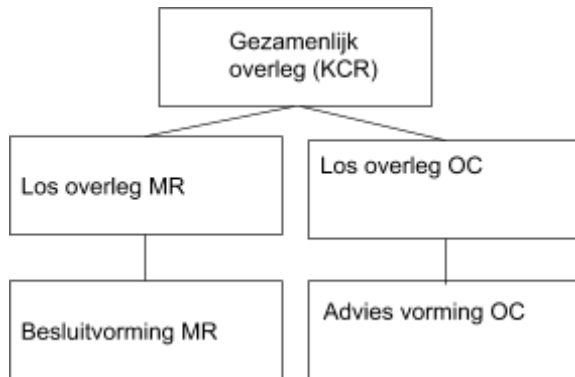 Gezamenlijk
overleg (KCR)
Los overleg MR
Los overleg OC
Besluitvorming MR
Advies vorming OC